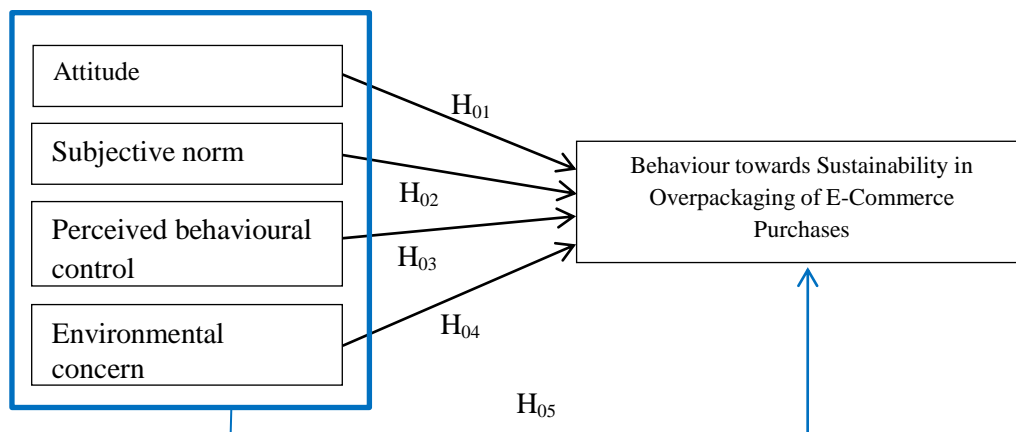 Attitude
Subjective norm
Perceived behavioural
control
Environmental
concern
H01
H02
H03
H04
H05
Behaviour towards Sustainability in
Overpackaging of E-Commerce
Purchases